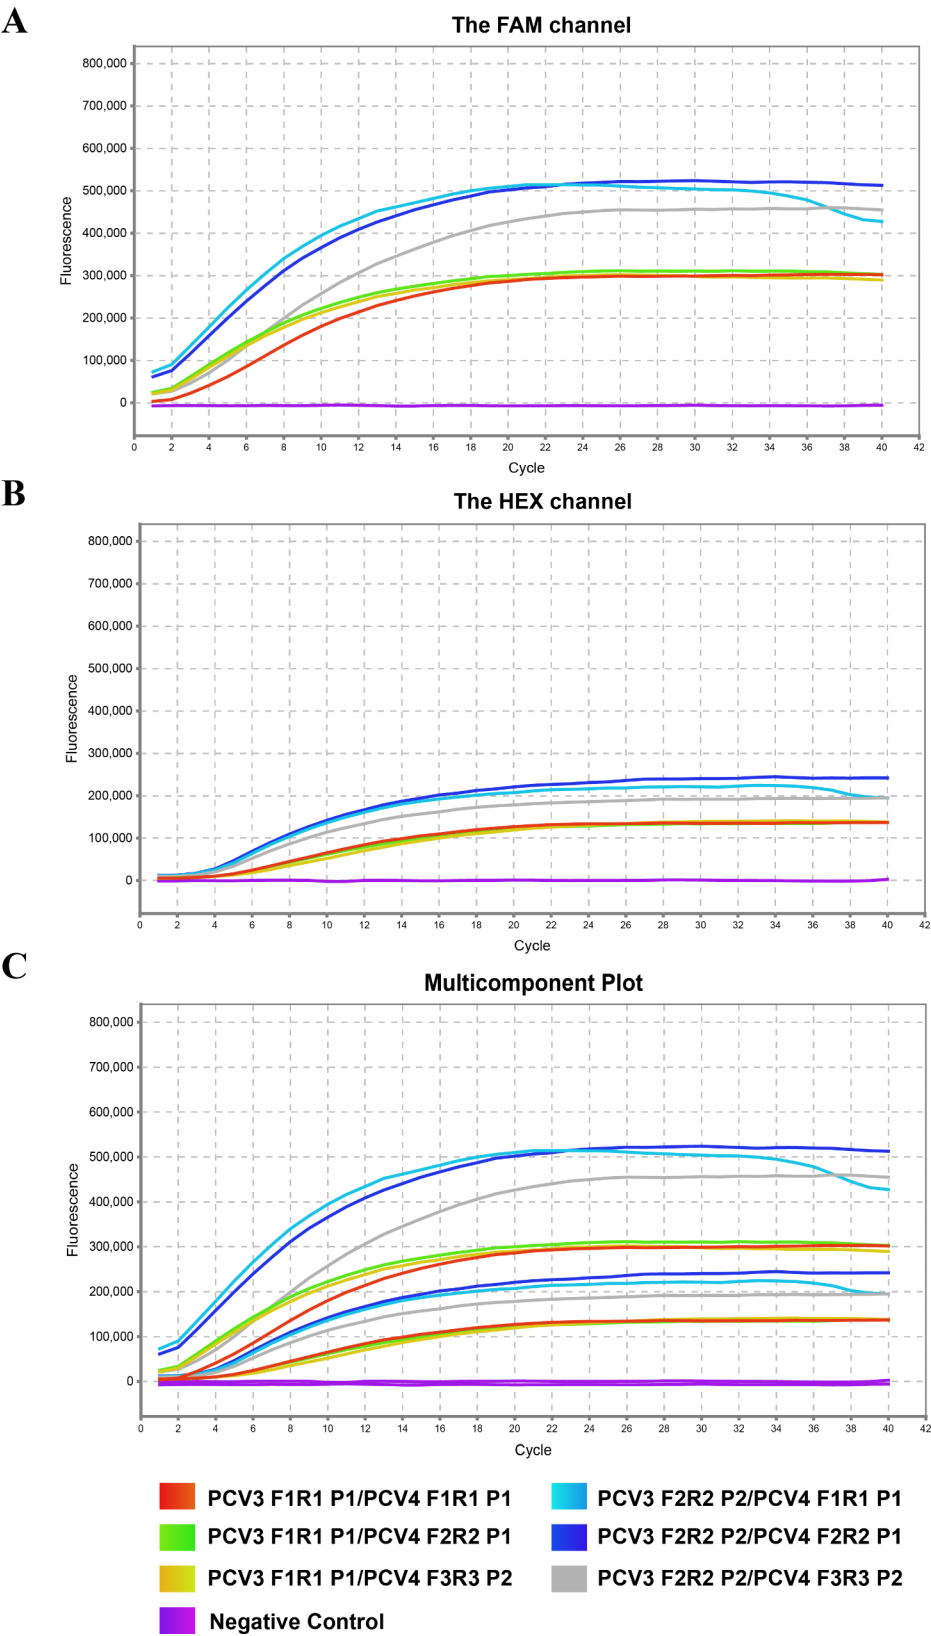 A
The FAM channel
800,000
700,000
600,000
500,000
400,000
300,000
200,000
100,000
0
Fluorescence
0 2 4 6 8 10 12 14 16 18 20 22 24 26 28 30 32 34 36 38 40 42
Cycle
B
The HEX channel
800,000
700,000
600,000
500,000
400,000
300,000
200,000
100,000
0
Fluorescence
0 2 4 6 8 10 12 14 16 18 20 22 24 26 28 30 32 34 36 38 40 42
Cycle
C
Multicomponent Plot
800,000
700,000
600,000
500,000
400,000
300,000
200,000
100,000
0
Fluorescence
0 2 4 6 8 10 12 14 16 18 20 22 24 26 28 30 32 34 36 38 40 42
Cycle
PCV3 F1R1 P1/PCV4 F1R1 P1
PCV3 F2R2 P2/PCV4 F1R1 P1
PCV3 F1R1 P1/PCV4 F2R2 P1
PCV3 F2R2 P2/PCV4 F2R2 P1
PCV3 F1R1 P1/PCV4 F3R3 P2
PCV3 F2R2 P2/PCV4 F3R3 P2
Negative Control